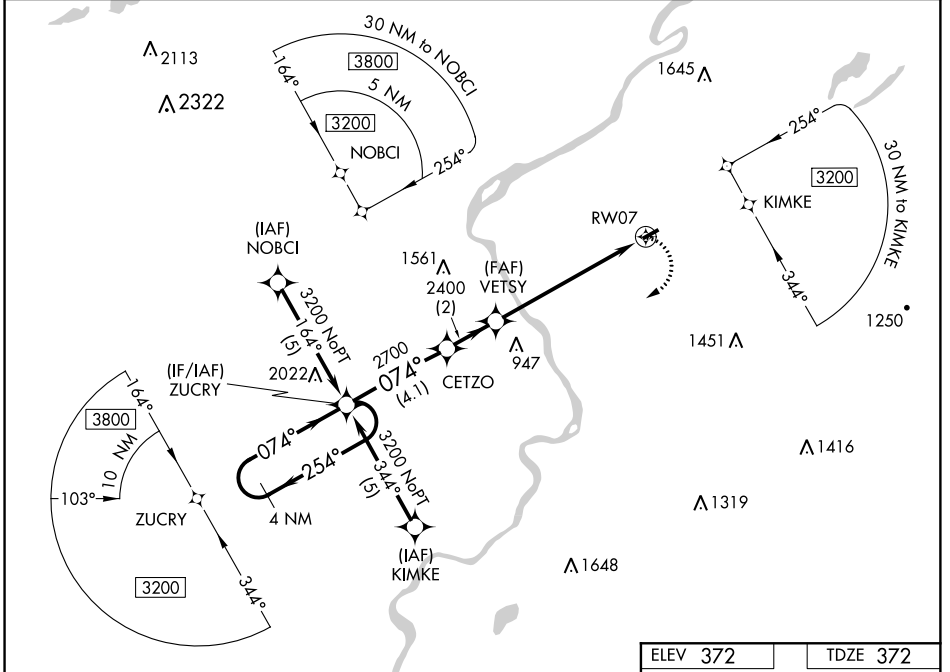 2113
2322
164°
30 NM to NOBCI
3800
5 NM
3200
NOBCI
254°
1645
254°
30 NM to KIMKE
3200
KIMKE
344°
1250
(IAF)
NOBCI
3200 NoPT
164°
(5)
1561
2400
(2)
(FAF)
VETSY
RW07
1451
947
(IF/IAF)
ZUCRY
2022
2700
074°
(4.1)
CETZO
164°
3800
10 NM
103°
ZUCRY
3200
344°
074°
254°
4 NM
3200 NoPT
344°
(5)
(IAF)
KIMKE
1416
1319
1648
ELEV 372
TDZE 372